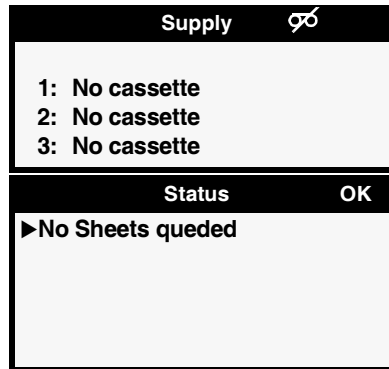 Supply
1: No cassette
2: No cassette
3: No cassette
Status OK
▶No Sheets queded